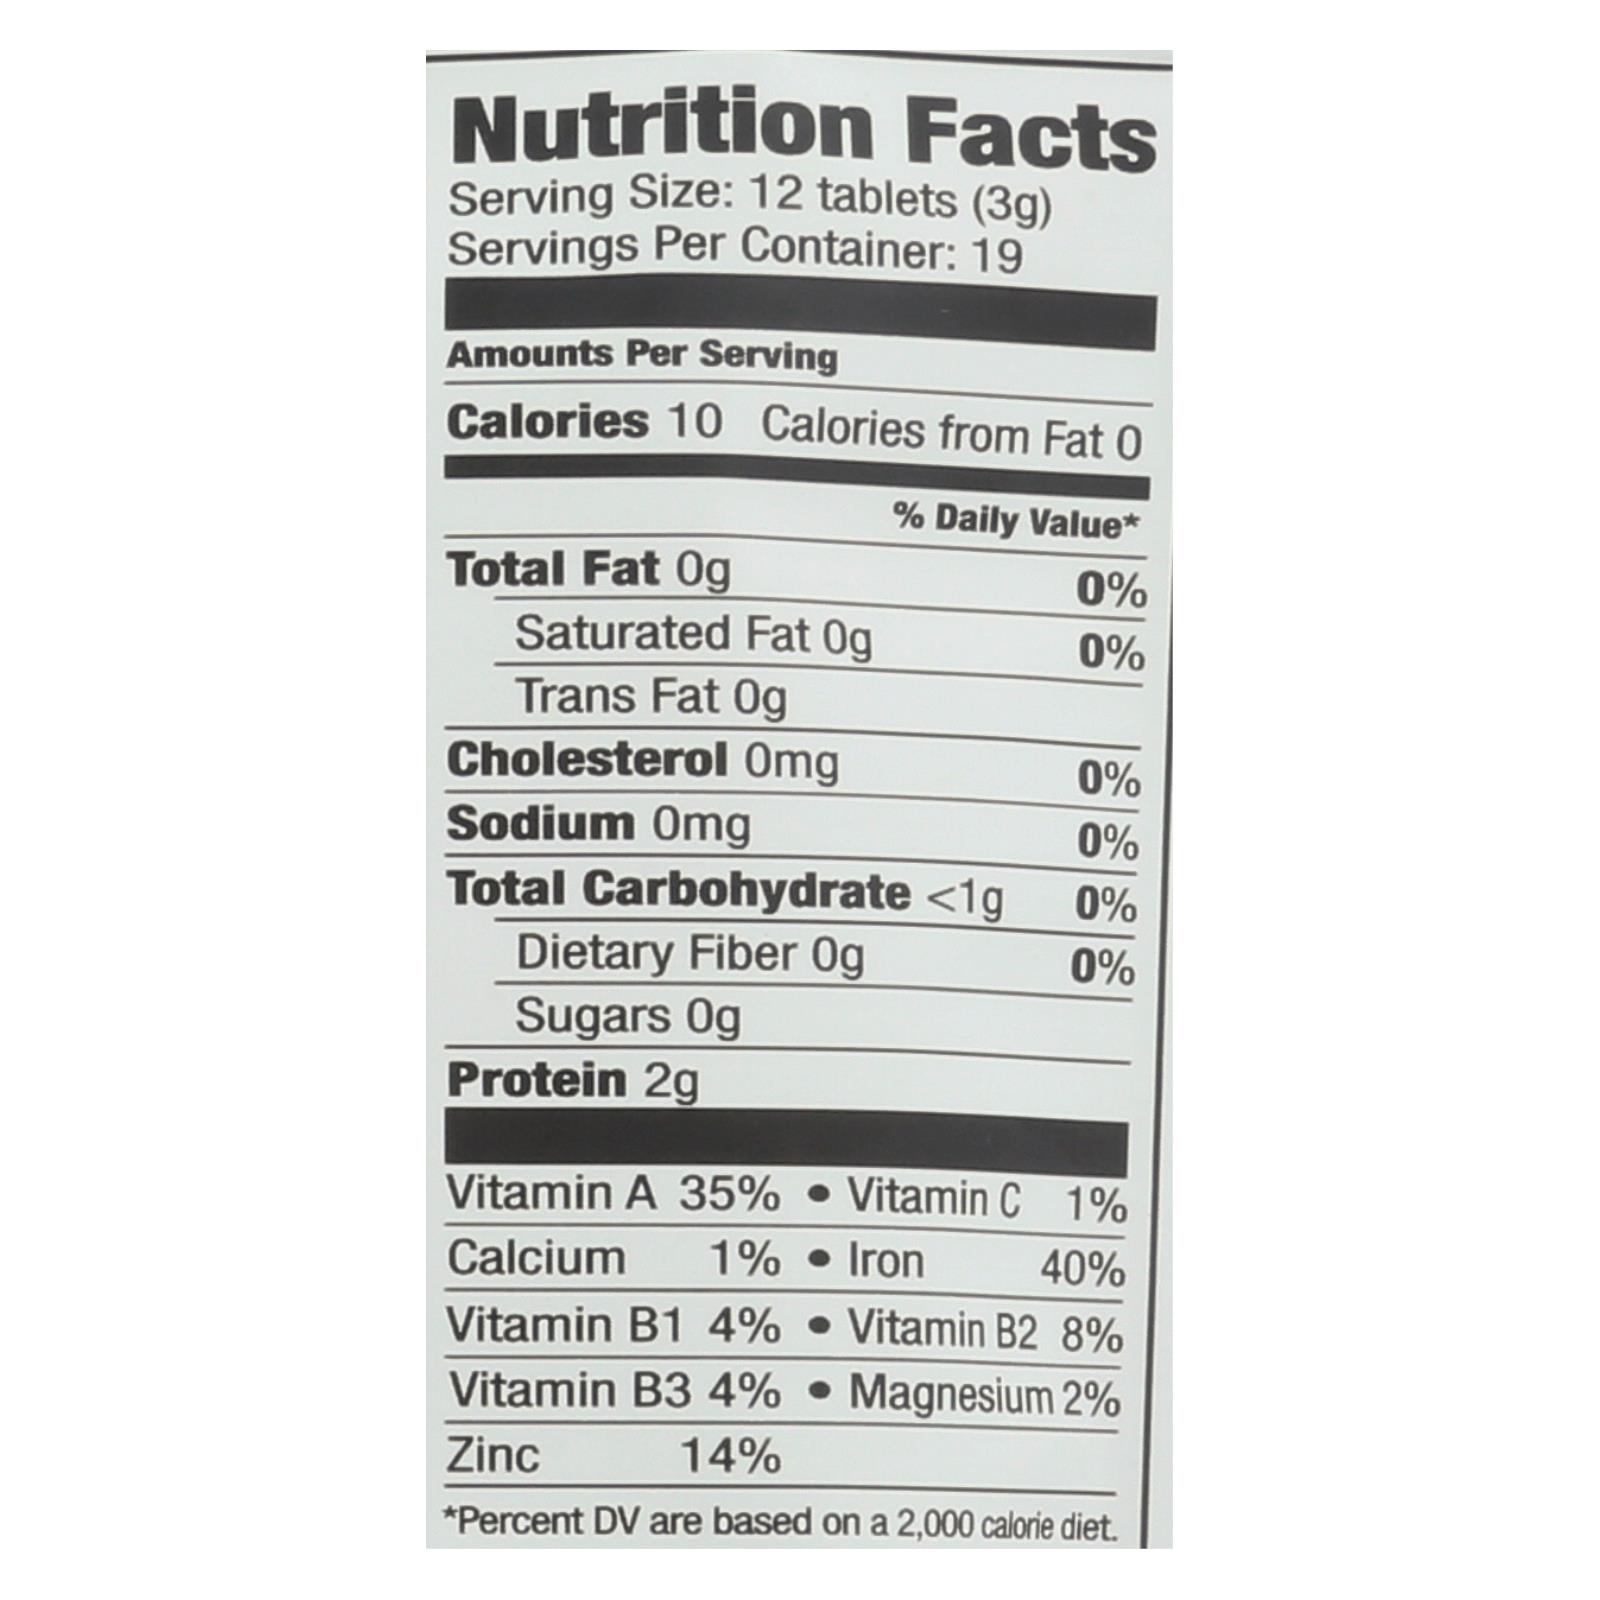 Nutrition Facts
Serving Size: 12 tablets (3g)
Servings Per Container: 19
Amounts Per Serving
Calories 10 Calories from Fat 0
% Daily Value*
Total Fat 0g 0%
Saturated Fat 0g 0%
Trans Fat 0g
Cholesterol 0mg 0%
Sodium 0mg 0%
Total Carbohydrate <1g 0%
Dietary Fiber 0g 0%
Sugars 0g
Protein 2g
Vitamin A 35% • Vitamin C 1%
Calcium 1% • Iron 40%
Vitamin B1 4% • Vitamin B2 8%
Vitamin B3 4% • Magnesium 2%
Zinc 14%
*Percent DV are based on a 2,000 calorie diet.